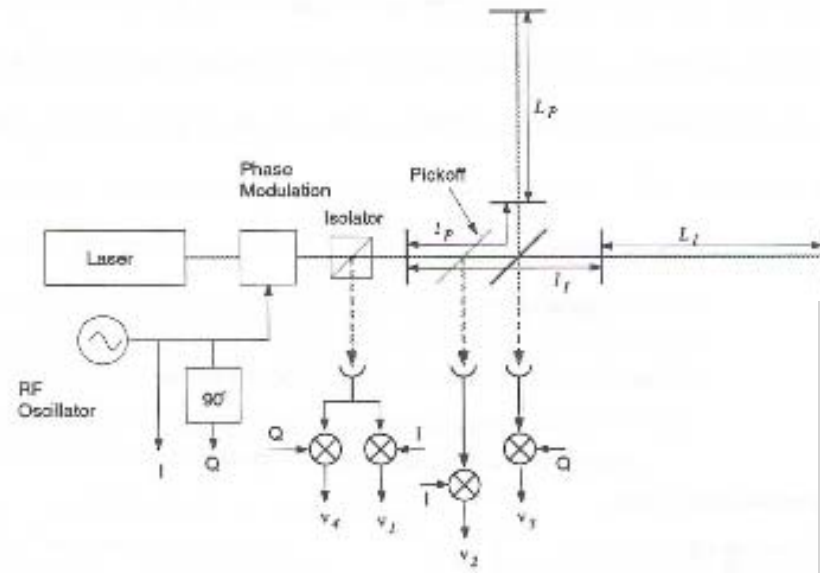 L_P
Phase
Modulation
Pickoff
Isolator
l_P
L_I
Laser
l_I
RF
Oscillator
90°
I
Q
Q
I
I
Q
v_4
v_1
v_2
v_3